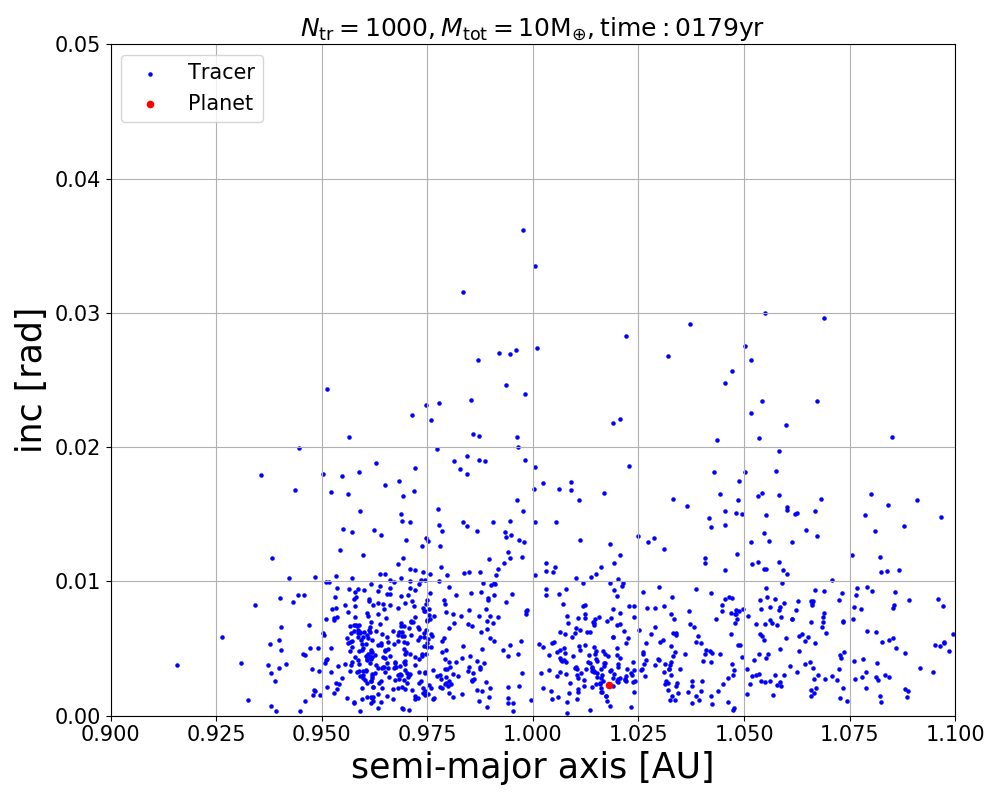 N_tr = 1000, M_tot = 10M_⊕, time : 0179yr
Tracer
Planet
inc [rad]
0.05
0.04
0.03
0.02
0.01
0.00
0.900 0.925 0.950 0.975 1.000 1.025 1.050 1.075 1.100
semi-major axis [AU]